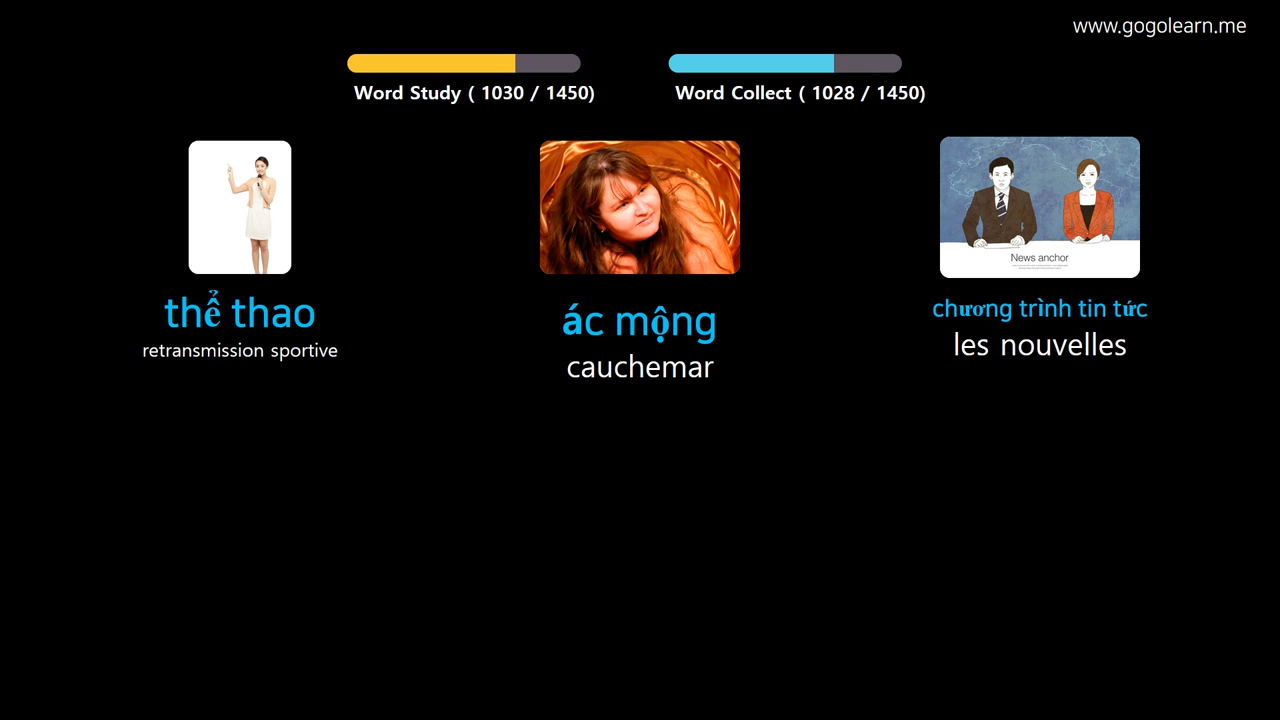 www.gogolearn.me
Word Study ( 1030 / 1450)
Word Collect ( 1028 / 1450)
News anchor
thể thao
retransmission sportive
ác mộng
cauchemar
chương trình tin tức
les nouvelles